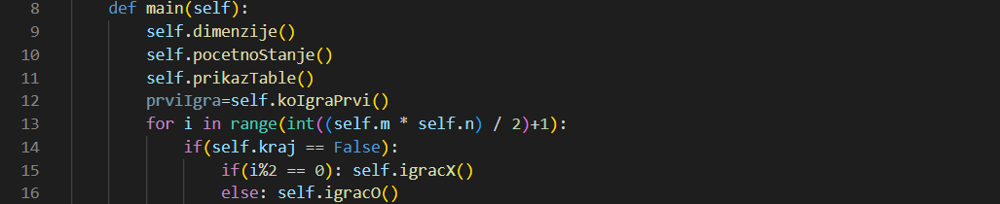 8 def main(self):
9 self.dimenzije()
10 self.pocetnoStanje()
11 self.prikazTable()
12 prviIgra=self.koIgraPrvi()
13 for i in range(int((self.m * self.n) / 2)+1):
14 if(self.kraj == False):
15 if(i%2 == 0): self.igracX()
16 else: self.igracO()